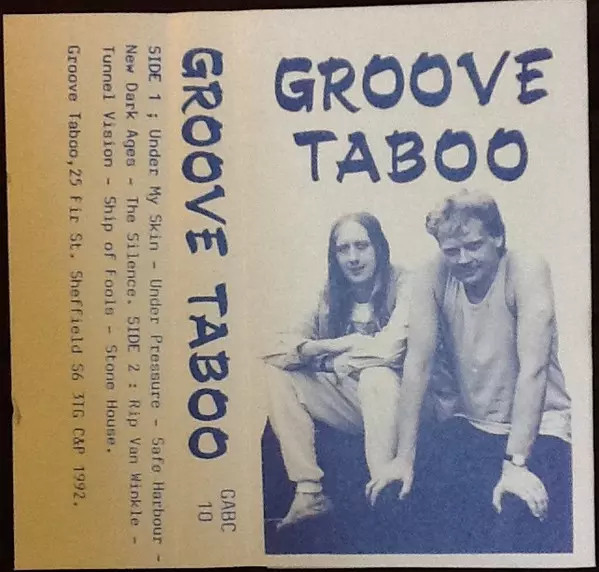 GROOVE
TABOO
GROOVE TABOO
GABC
10
SIDE 1 ; Under My Skin - Under Pressure - Safe Harbour -
New Dark Ages - The Silence. SIDE 2 : Rip Van Winkle -
Tunnel Vision - Ship of Fools - Stone House.
Groove Taboo,25 Fir St. Sheffield S6 3TG C&P 1992.